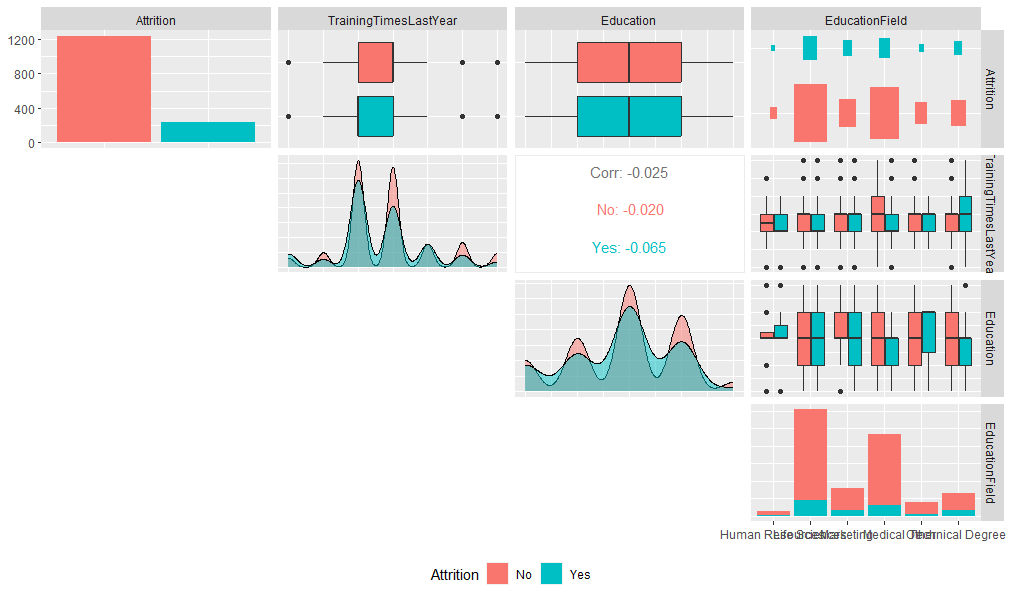 Attrition
TrainingTimesLastYear
Education
EducationField
1200
800
400
0
Attrition
Corr: -0.025
No: -0.020
Yes: -0.065
TrainingTimesLastYea
Education
EducationField
Human Resources Life Sciences Marketing Medical Other Technical Degree
Attrition No Yes